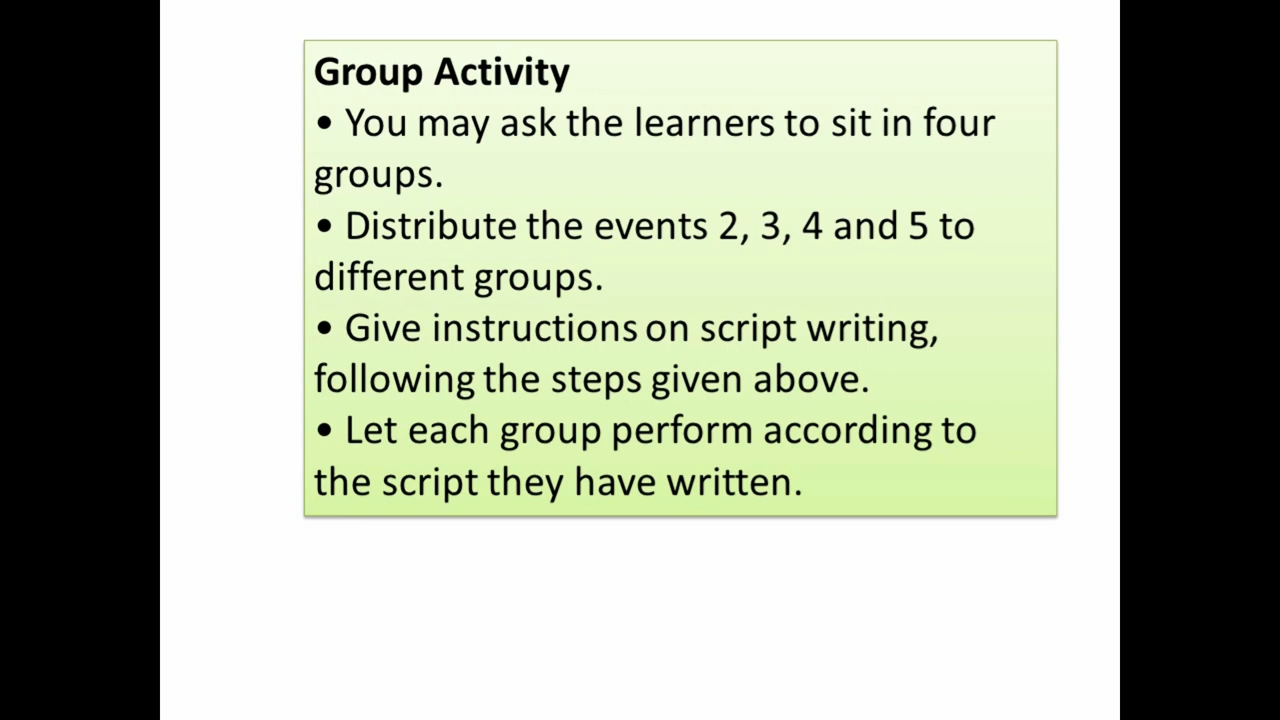 Group Activity
• You may ask the learners to sit in four
groups.
• Distribute the events 2, 3, 4 and 5 to
different groups.
• Give instructions on script writing,
following the steps given above.
• Let each group perform according to
the script they have written.